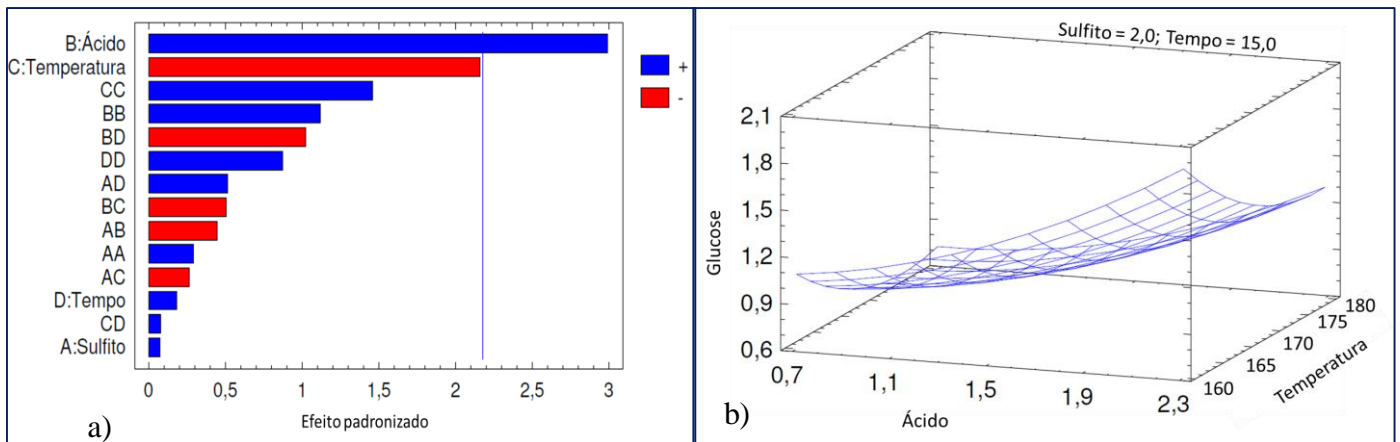 B:Ácido
C:Temperatura
CC
BB
BD
DD
AD
BC
AB
AA
AC
D:Tempo
CD
A:Sulfito
0 0,5 1 1,5 2 2,5 3
Efeito padronizado
+
-
a)
Sulfito = 2,0; Tempo = 15,0
2,1
1,8
1,5
1,2
0,9
0,6
Glucose
0,7 1,1 1,5 1,9 2,3
Ácido
160 165 170 175 180
Temperatura
b)